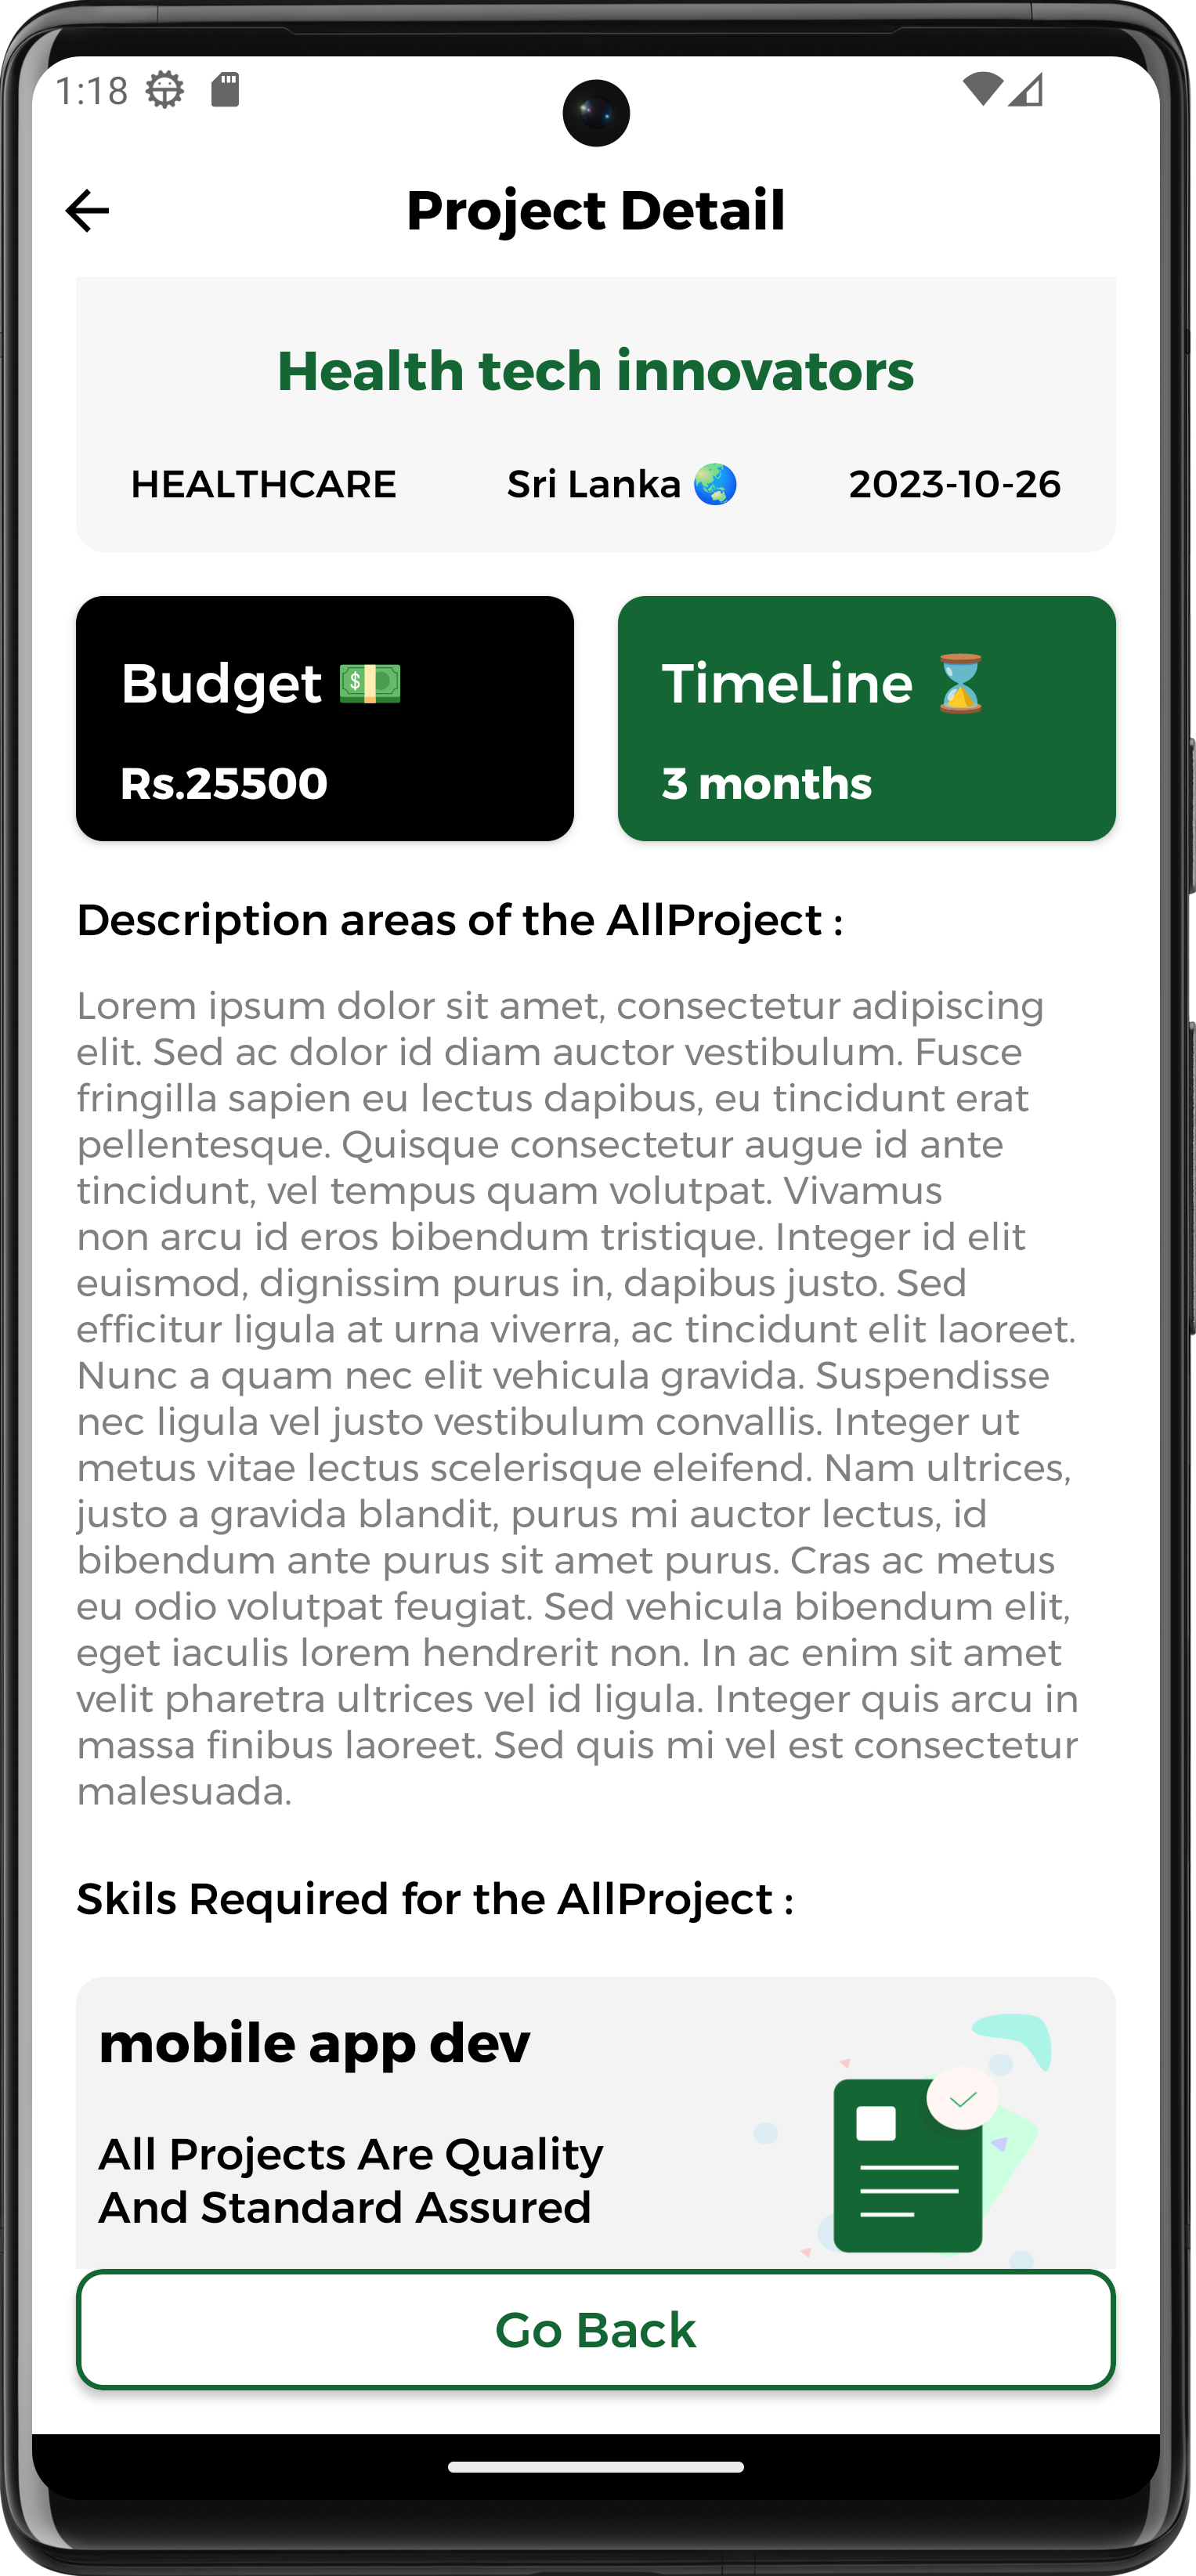 1:18
Project Detail
Health tech innovators
HEALTHCARE Sri Lanka 🌏 2023-10-26
Budget 💵
Rs.25500
TimeLine ⌛
3 months
Description areas of the AllProject :
Lorem ipsum dolor sit amet, consectetur adipiscing
elit. Sed ac dolor id diam auctor vestibulum. Fusce
fringilla sapien eu lectus dapibus, eu tincidunt erat
pellentesque. Quisque consectetur augue id ante
tincidunt, vel tempus quam volutpat. Vivamus
non arcu id eros bibendum tristique. Integer id elit
euismod, dignissim purus in, dapibus justo. Sed
efficitur ligula at urna viverra, ac tincidunt elit laoreet.
Nunc a quam nec elit vehicula gravida. Suspendisse
nec ligula vel justo vestibulum convallis. Integer ut
metus vitae lectus scelerisque eleifend. Nam ultrices,
justo a gravida blandit, purus mi auctor lectus, id
bibendum ante purus sit amet purus. Cras ac metus
eu odio volutpat feugiat. Sed vehicula bibendum elit,
eget iaculis lorem hendrerit non. In ac enim sit amet
velit pharetra ultrices vel id ligula. Integer quis arcu in
massa finibus laoreet. Sed quis mi vel est consectetur
malesuada.
Skils Required for the AllProject :
mobile app dev
All Projects Are Quality
And Standard Assured
Go Back